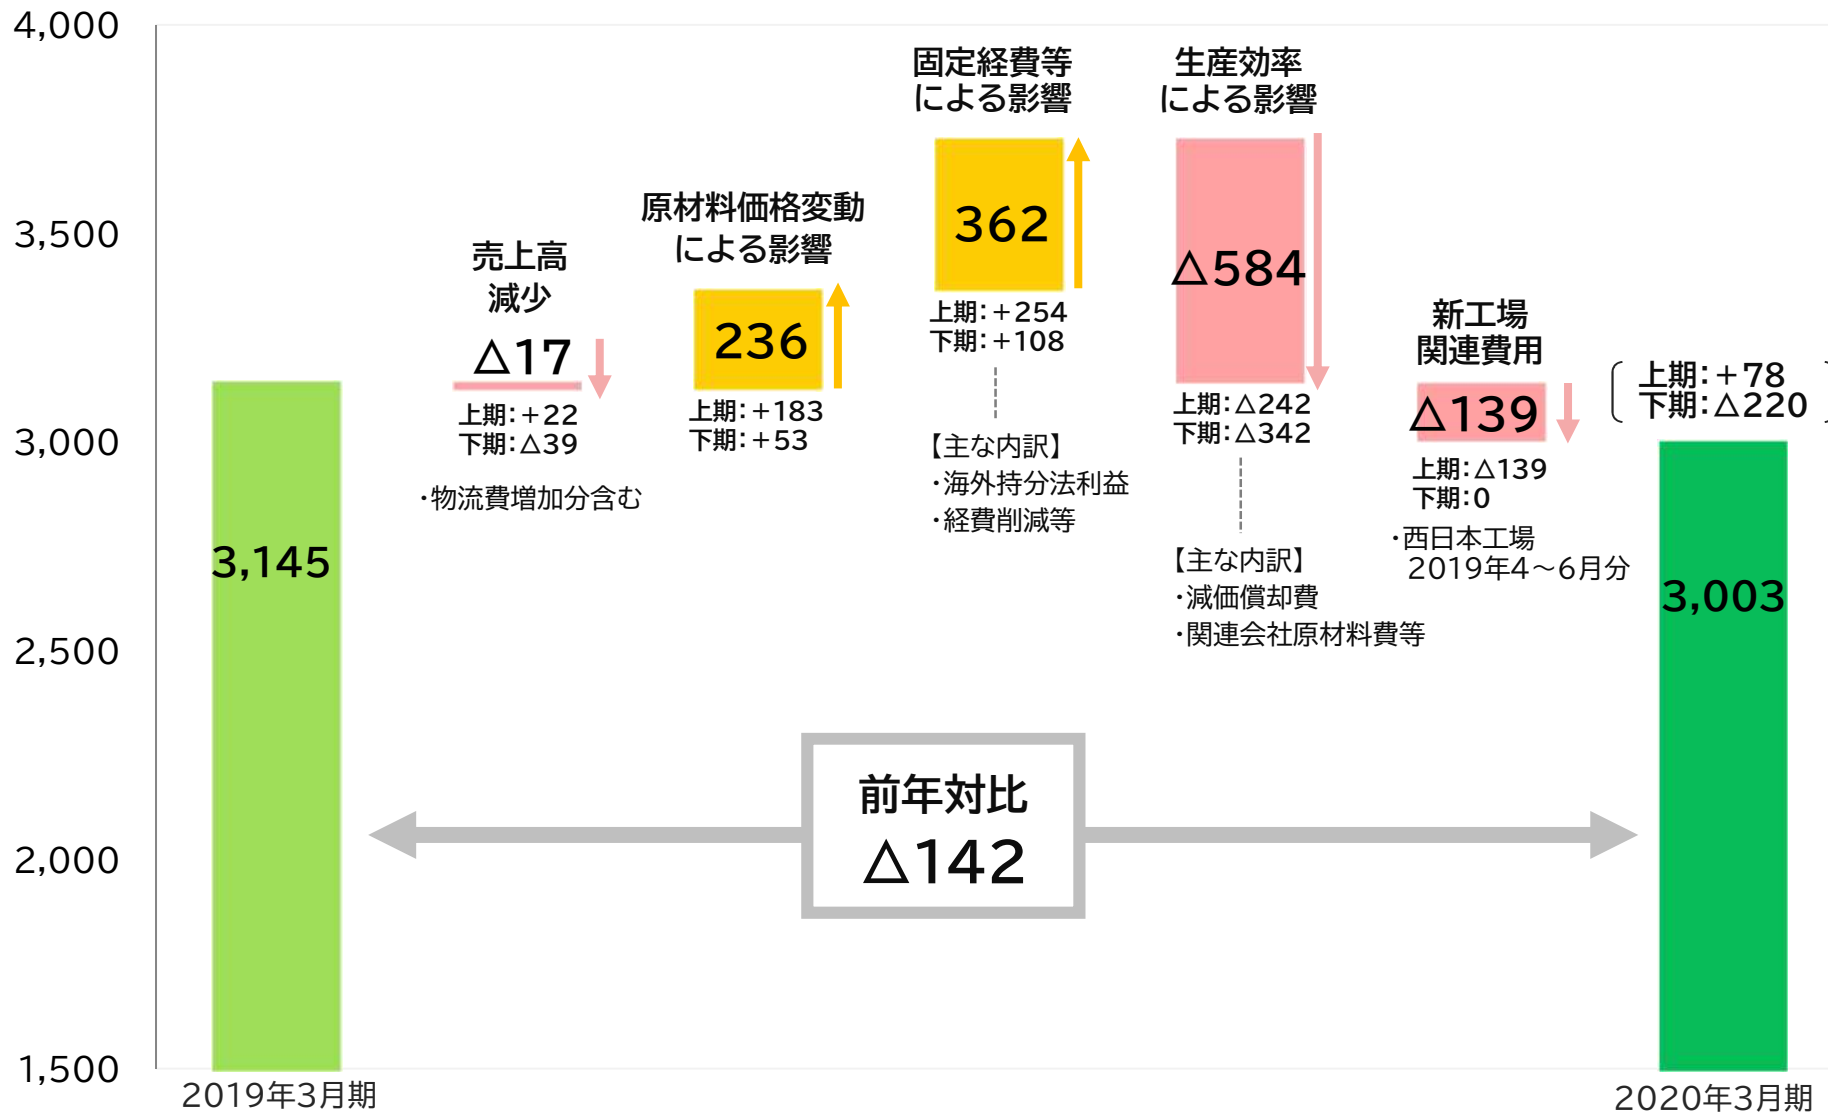 4,000
3,500
3,000
2,500
2,000
1,500
3,145
2019年3月期
売上高
減少
△17
上期：+22
下期：△39
・物流費増加分含む
原材料価格変動
による影響
236
上期：+183
下期：+53
固定経費等
による影響
362
上期：+254
下期：+108
【主な内訳】
・海外持分法利益
・経費削減等
生産効率
による影響
△584
上期：△242
下期：△342
【主な内訳】
・減価償却費
・関連会社原材料費等
新工場
関連費用
△139
上期：△139
下期：0
・西日本工場
2019年4～6月分
上期：+78
下期：△220
3,003
2020年3月期
前年対比
△142